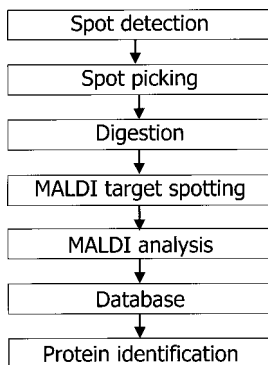 Spot detection
Spot picking
Digestion
MALDI target spotting
MALDI analysis
Database
Protein identification